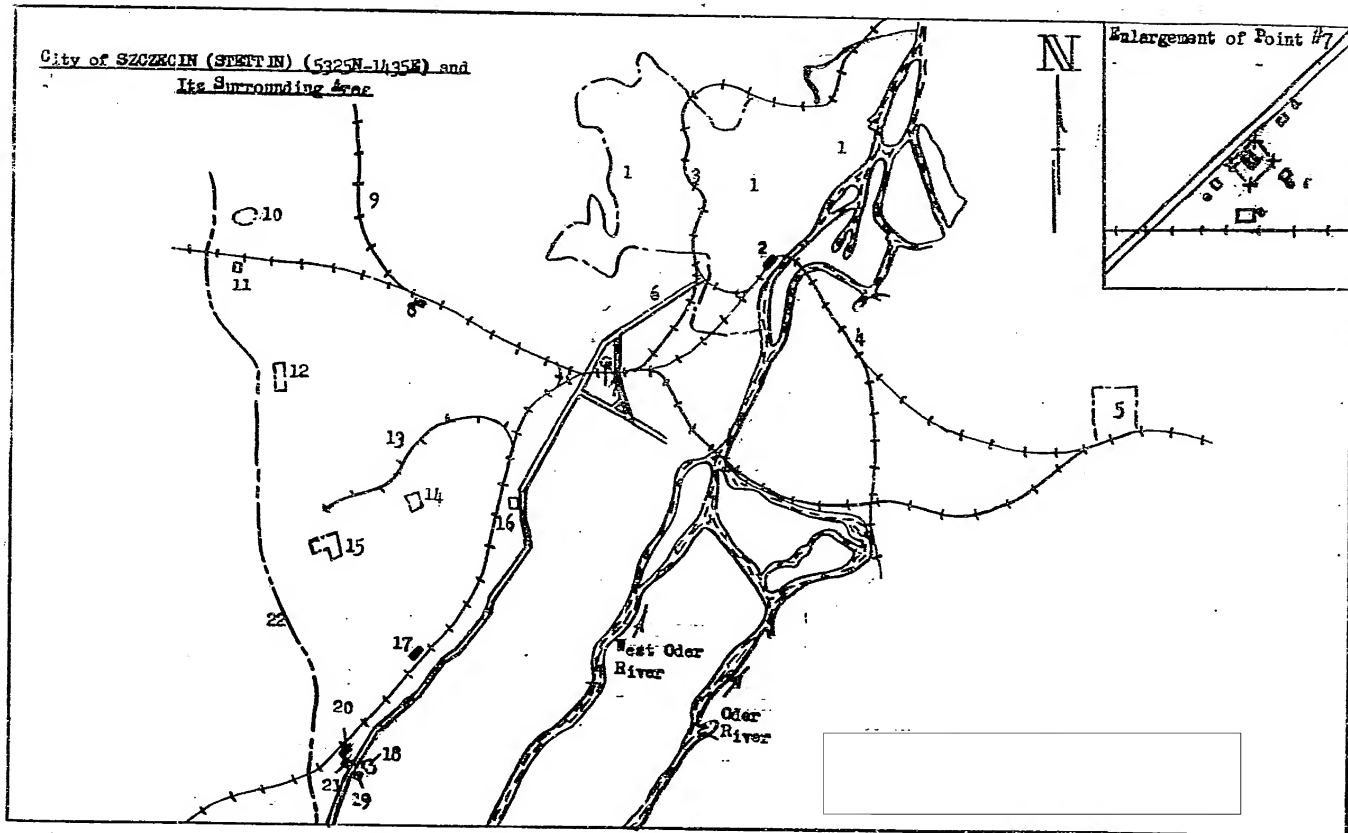 City of SZCZECIN (STETTIN) (5325N-1435E) and
Its Surrounding Area
N
Enlargement of Point #7
d
e
f
1
1
1
2
3
4
5
6
8
9
10
11
12
13
14
15
16
17
18
19
20
21
22
West Oder
River
Oder
River